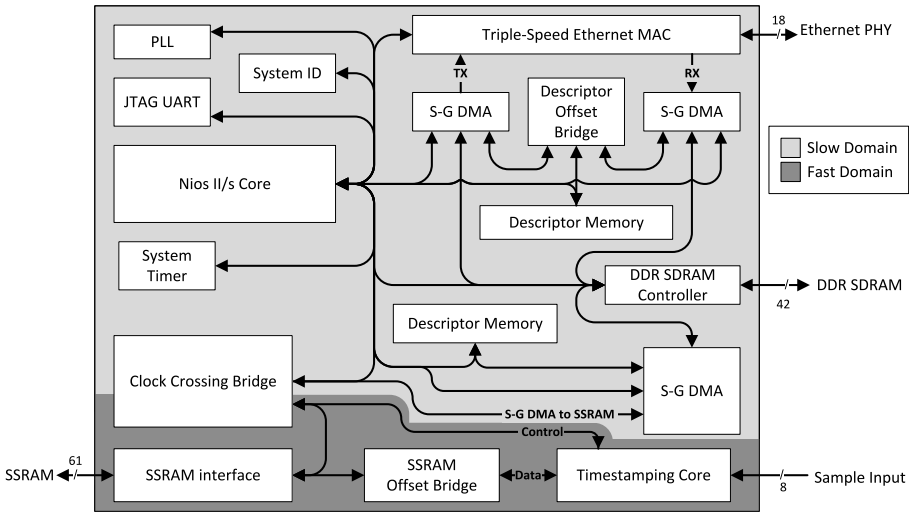 PLL
Triple-Speed Ethernet MAC
18
Ethernet PHY
System ID
TX
RX
JTAG UART
S-G DMA
Descriptor
Offset
Bridge
S-G DMA
Slow Domain
Fast Domain
Nios II/s Core
Descriptor Memory
System
Timer
DDR SDRAM
Controller
DDR SDRAM
42
Descriptor Memory
Clock Crossing Bridge
S-G DMA
S-G DMA to SSRAM
Control
SSRAM
61
SSRAM interface
SSRAM
Offset Bridge
Data
Timestamping Core
Sample Input
8